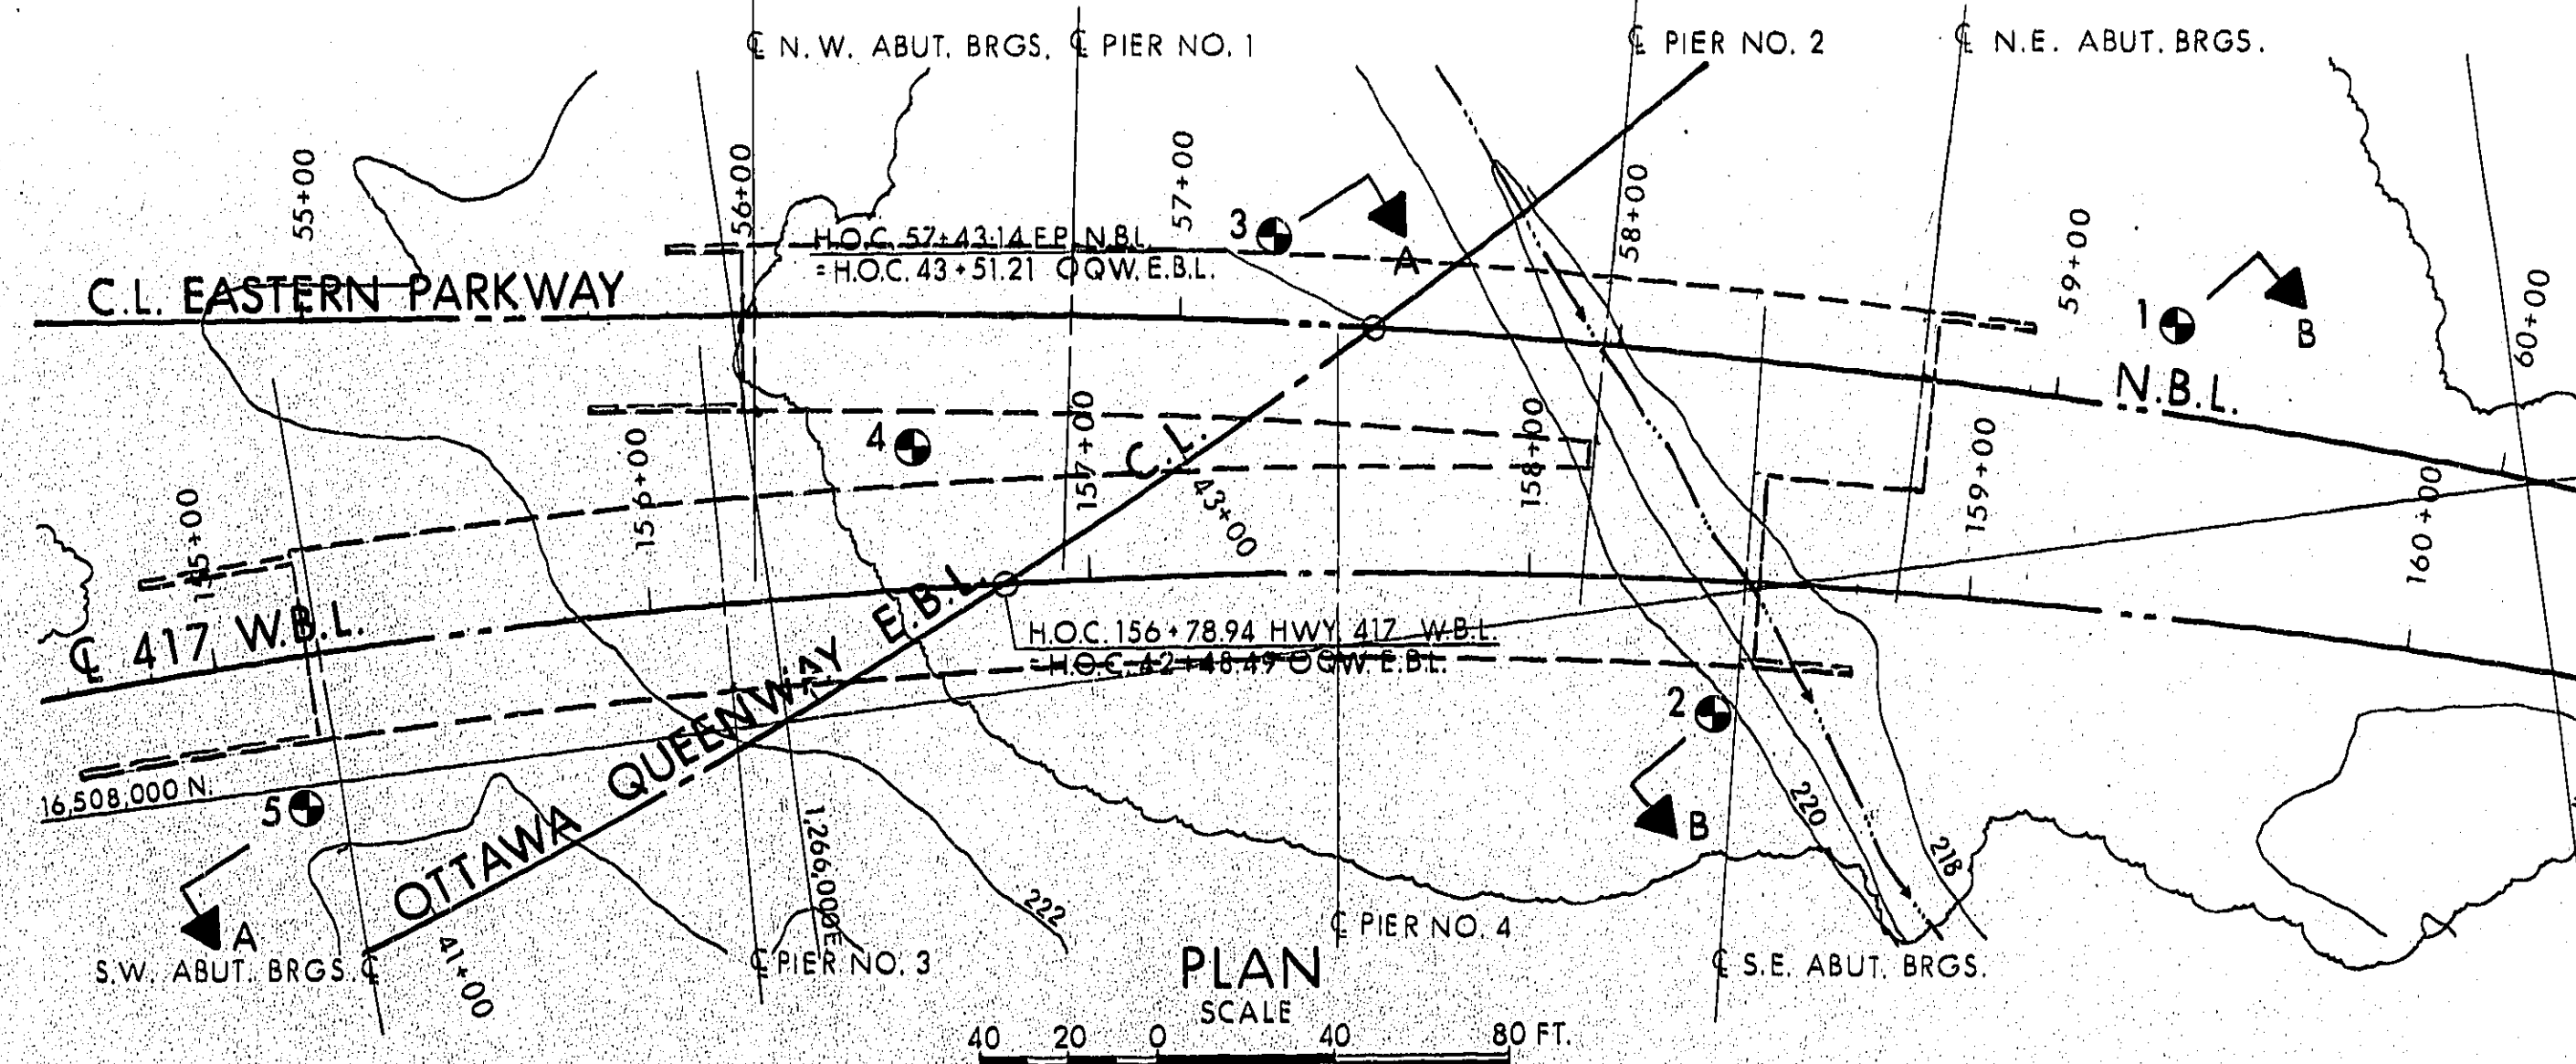 ℄ N.W. ABUT. BRGS. ℄ PIER NO. 1
℄ PIER NO. 2
℄ N.E. ABUT. BRGS.
55+00
56+00
57+00
58+00
59+00
60+00
3
A
1
B
H.O.C. 57+43.14 E.P. N.B.L.
= H.O.C. 43+51.21 OQW. E.B.L.
C.L. EASTERN PARKWAY
N.B.L.
4
C.L.
43+00
155+00
156+00
157+00
158+00
159+00
160+00
℄ 417 W.B.L.
H.O.C. 156+78.94 HWY. 417 W.B.L.
= H.O.C. 42+48.49 OQW. E.B.L.
OTTAWA QUEENWAY E.B.L.
2
B
16,508,000 N.
5
A
1,266,000 E
220
218
222
41+00
S.W. ABUT. BRGS. ℄
℄ PIER NO. 3
℄ PIER NO. 4
℄ S.E. ABUT. BRGS.
PLAN
SCALE
40 20 0 40 80 FT.